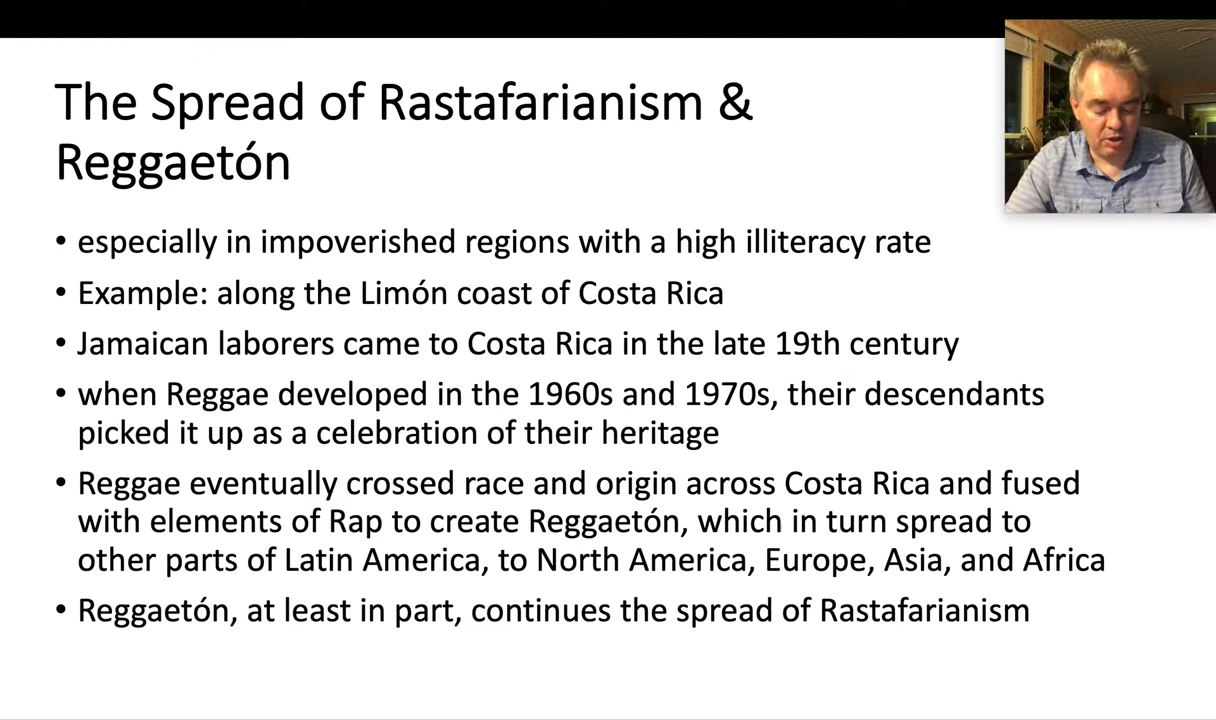 The Spread of Rastafarianism &
Reggaetón
• especially in impoverished regions with a high illiteracy rate
• Example: along the Limón coast of Costa Rica
• Jamaican laborers came to Costa Rica in the late 19th century
• when Reggae developed in the 1960s and 1970s, their descendants
picked it up as a celebration of their heritage
• Reggae eventually crossed race and origin across Costa Rica and fused
with elements of Rap to create Reggaetón, which in turn spread to
other parts of Latin America, to North America, Europe, Asia, and Africa
• Reggaetón, at least in part, continues the spread of Rastafarianism